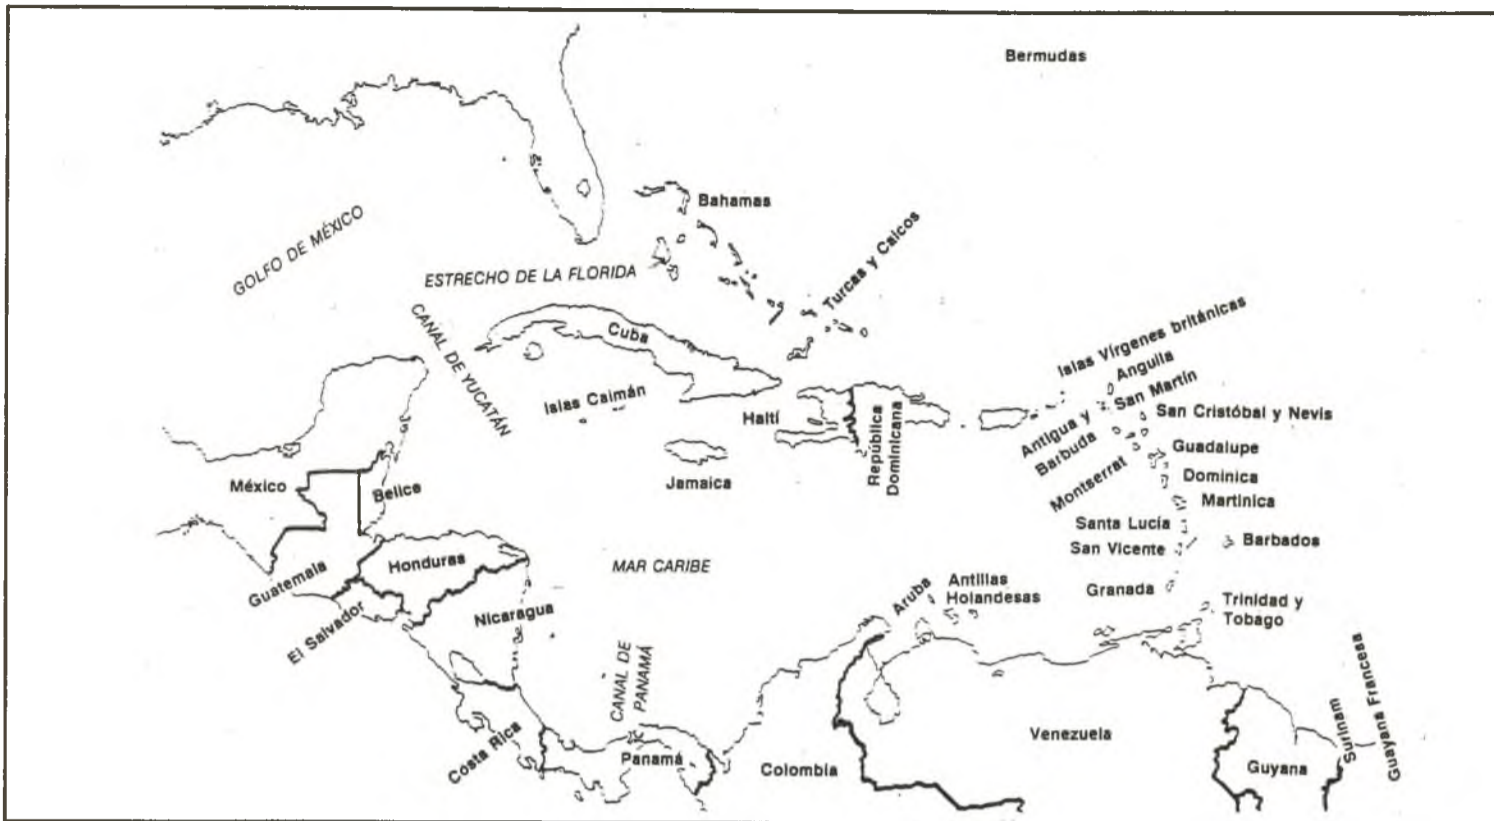 Bermudas
Bahamas
GOLFO DE MÉXICO
ESTRECHO DE LA FLORIDA
Turcas y Caicos
CANAL DE YUCATÁN
Cuba
Islas Caimán
Haltí
República
Dominicana
Jamaica
Islas Vírgenes británicas
Anguila
San Martín
San Cristóbal y Nevis
Antigua y
Barbuda
Montserrat
Guadalupe
Dominica
Martinica
Santa Lucía
San Vicente
Barbados
Granada
Trinidad y
Tobago
México
Belice
Guatemala
Honduras
El Salvador
Nicaragua
MAR CARIBE
Aruba
Antillas
Holandesas
CANAL DE
PANAMÁ
Costa Rica
Panamá
Colombia
Venezuela
Guyana
Surinam
Guayana Francesa